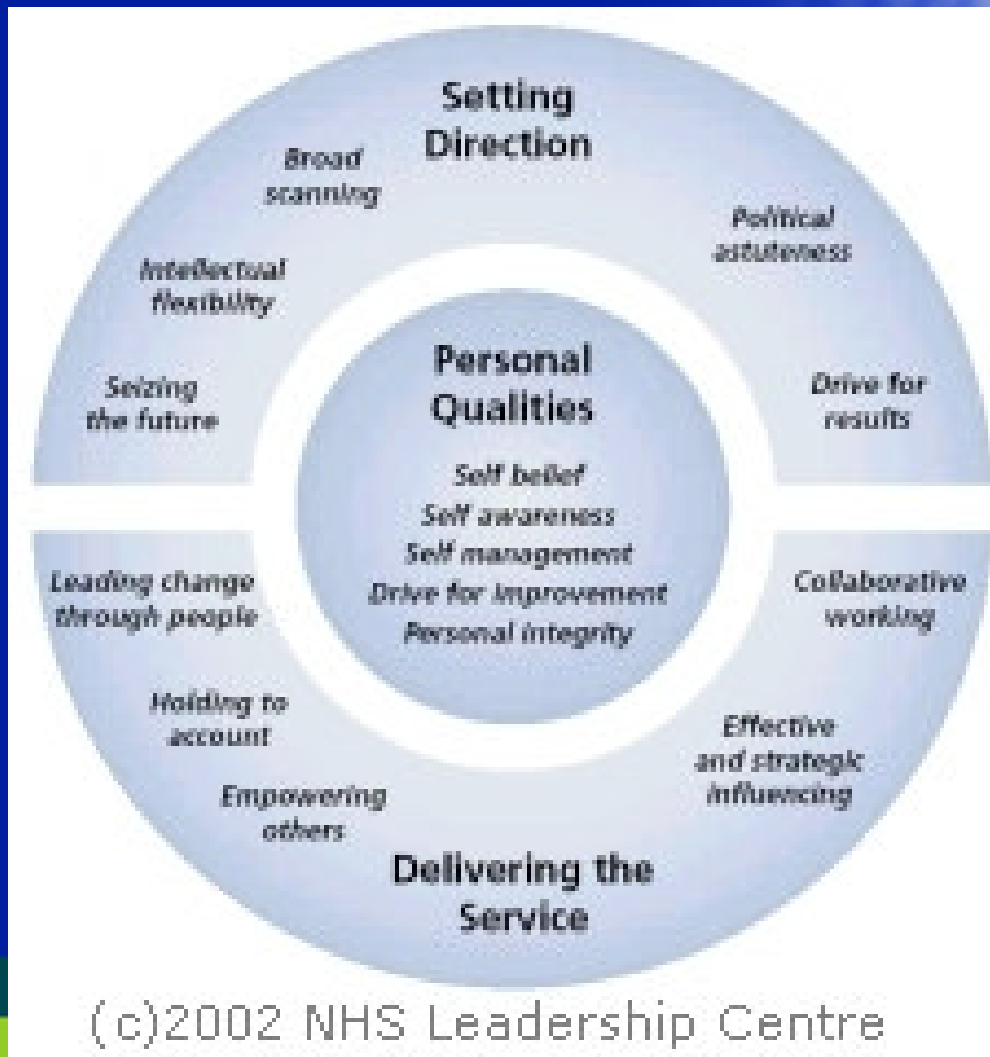 Setting
Direction
Broad
scanning
Intellectual
flexibility
Seizing
the future
Political
astuteness
Drive for
results
Personal
Qualities
Self belief
Self awareness
Self management
Drive for improvement
Personal integrity
Leading change
through people
Holding to
account
Empowering
others
Collaborative
working
Effective
and strategic
influencing
Delivering the
Service
(c)2002 NHS Leadership Centre